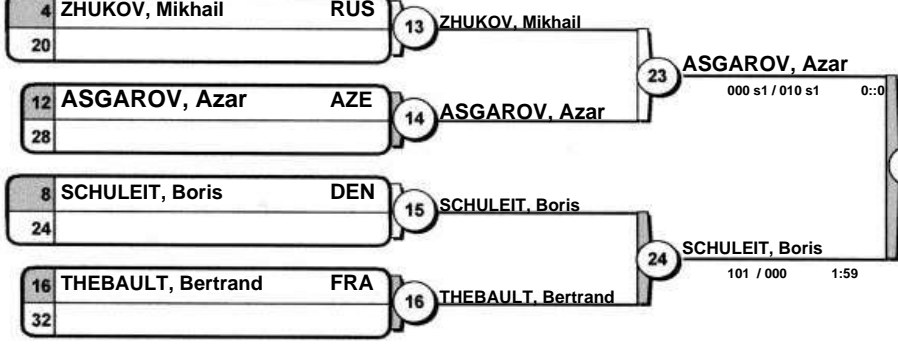 4 ZHUKOV, Mikhail RUS
20
13 ZHUKOV, Mikhail
12 ASGAROV, Azar AZE
28
14 ASGAROV, Azar
23 ASGAROV, Azar
000 s1 / 010 s1 0::0
8 SCHULEIT, Boris DEN
24
15 SCHULEIT, Boris
16 THEBAULT, Bertrand FRA
32
16 THEBAULT, Bertrand
24 SCHULEIT, Boris
101 / 000 1:59